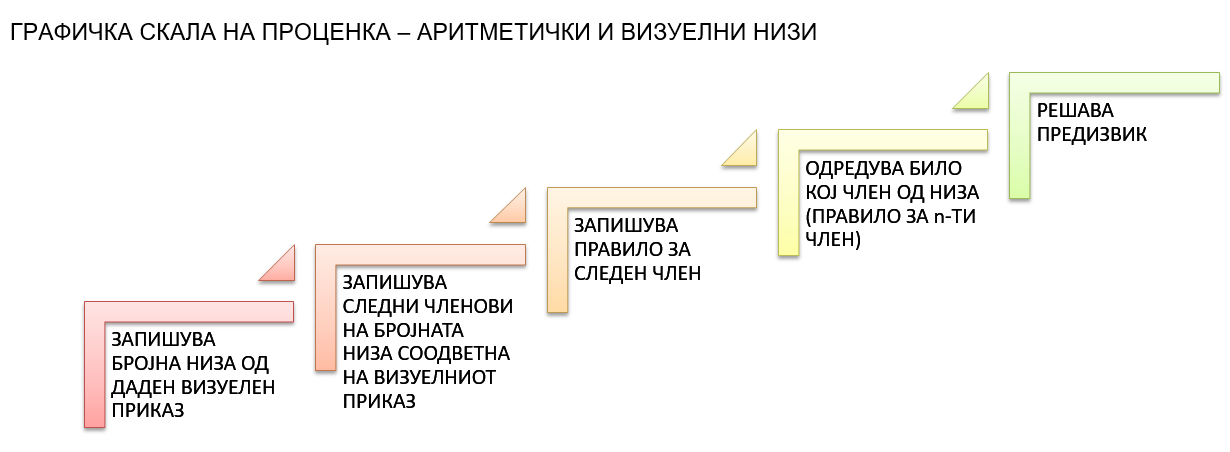 ГРАФИЧКА СКАЛА НА ПРОЦЕНКА – АРИТМЕТИЧКИ И ВИЗУЕЛНИ НИЗИ
ЗАПИШУВА
БРОЈНА НИЗА ОД
ДАДЕН ВИЗУЕЛЕН
ПРИКАЗ
ЗАПИШУВА
СЛЕДНИ ЧЛЕНОВИ
НА БРОЈНАТА
НИЗА СООДВЕТНА
НА ВИЗУЕЛНИОТ
ПРИКАЗ
ЗАПИШУВА
ПРАВИЛО ЗА
СЛЕДЕН ЧЛЕН
ОДРЕДУВА БИЛО
КОЈ ЧЛЕН ОД НИЗА
(ПРАВИЛО ЗА n-ТИ
ЧЛЕН)
РЕШАВА
ПРЕДИЗВИК